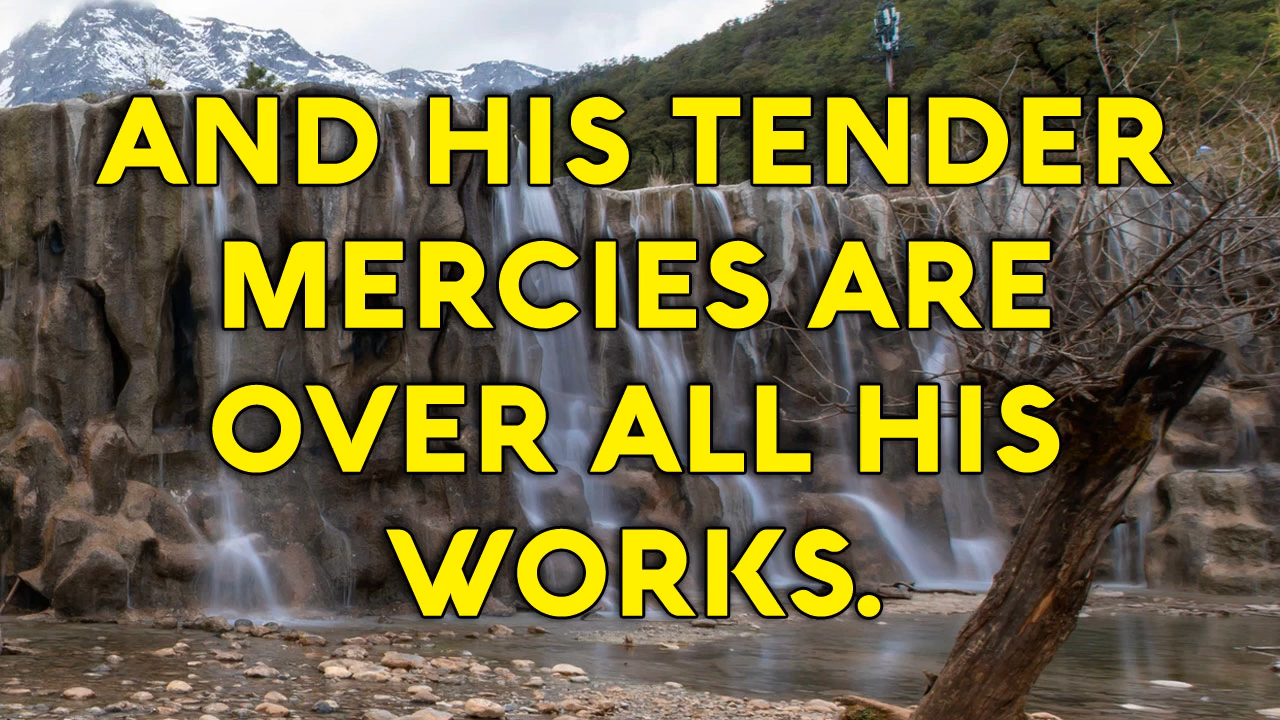 AND HIS TENDER
MERCIES ARE
OVER ALL HIS
WORKS.